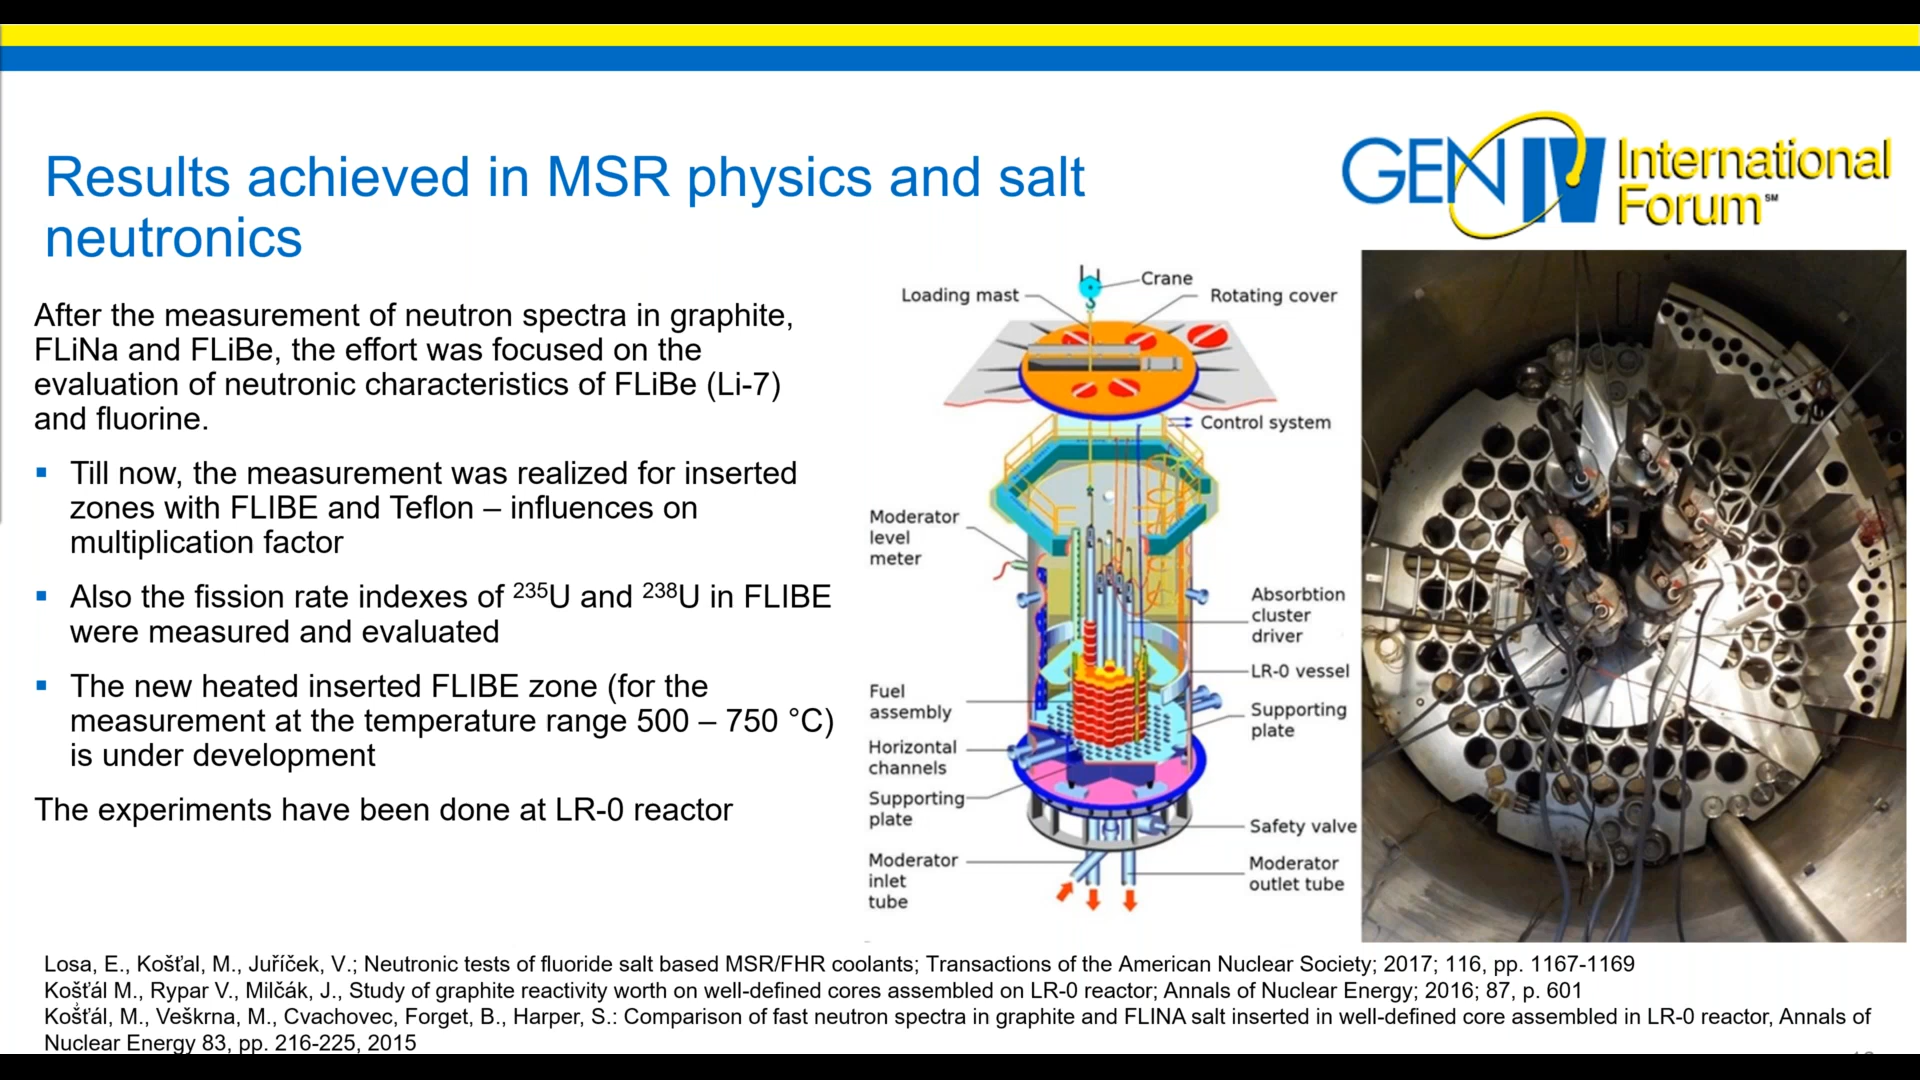 GEN IV International
Forum℠
Results achieved in MSR physics and salt
neutronics
After the measurement of neutron spectra in graphite,
FLiNa and FLiBe, the effort was focused on the
evaluation of neutronic characteristics of FLiBe (Li-7)
and fluorine.
▪ Till now, the measurement was realized for inserted
zones with FLIBE and Teflon – influences on
multiplication factor
▪ Also the fission rate indexes of ²³⁵U and ²³⁸U in FLIBE
were measured and evaluated
▪ The new heated inserted FLIBE zone (for the
measurement at the temperature range 500 – 750 °C)
is under development
The experiments have been done at LR-0 reactor
Crane
Loading mast
Rotating cover
Control system
Moderator
level
meter
Absorbtion
cluster
driver
LR-0 vessel
Fuel
assembly
Supporting
plate
Horizontal
channels
Supporting
plate
Safety valve
Moderator
inlet
tube
Moderator
outlet tube
Losa, E., Košťal, M., Juříček, V.; Neutronic tests of fluoride salt based MSR/FHR coolants; Transactions of the American Nuclear Society; 2017; 116, pp. 1167-1169
Košťál M., Rypar V., Milčák, J., Study of graphite reactivity worth on well-defined cores assembled on LR-0 reactor; Annals of Nuclear Energy; 2016; 87, p. 601
Košťál, M., Veškrna, M., Cvachovec, Forget, B., Harper, S.: Comparison of fast neutron spectra in graphite and FLINA salt inserted in well-defined core assembled in LR-0 reactor, Annals of
Nuclear Energy 83, pp. 216-225, 2015